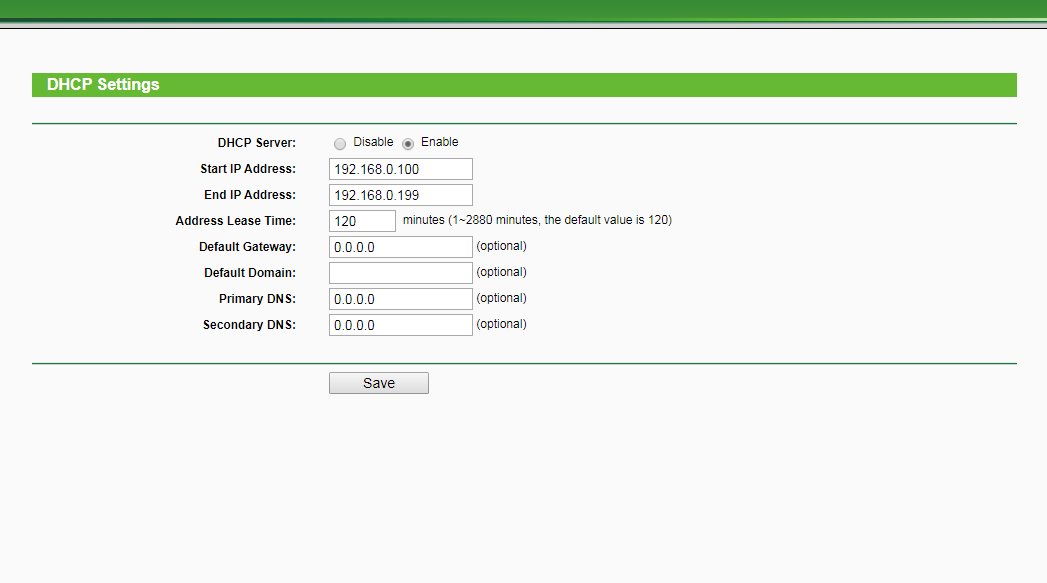 DHCP Settings
DHCP Server: Disable Enable
Start IP Address: 192.168.0.100
End IP Address: 192.168.0.199
Address Lease Time: 120 minutes (1~2880 minutes, the default value is 120)
Default Gateway: 0.0.0.0 (optional)
Default Domain: (optional)
Primary DNS: 0.0.0.0 (optional)
Secondary DNS: 0.0.0.0 (optional)
Save